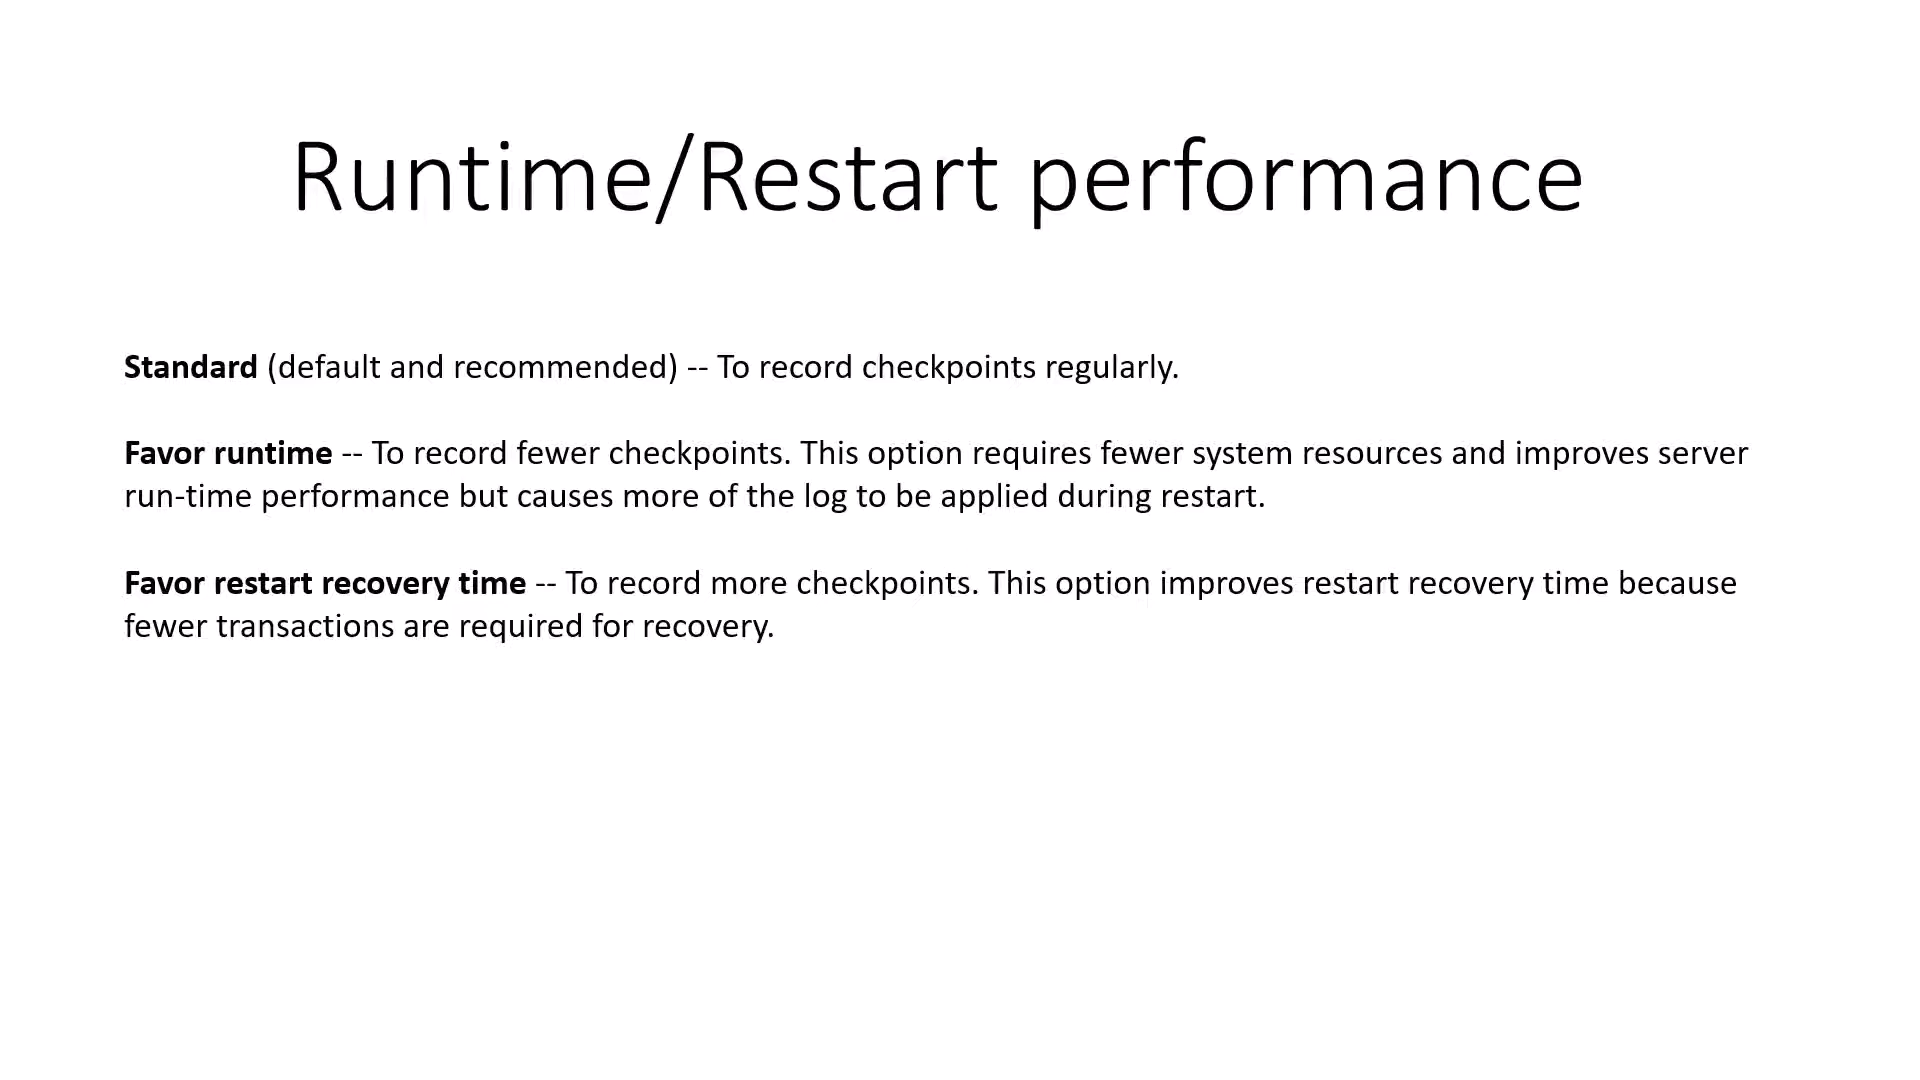 Runtime/Restart performance
Standard (default and recommended) -- To record checkpoints regularly.
Favor runtime -- To record fewer checkpoints. This option requires fewer system resources and improves server
run-time performance but causes more of the log to be applied during restart.
Favor restart recovery time -- To record more checkpoints. This option improves restart recovery time because
fewer transactions are required for recovery.